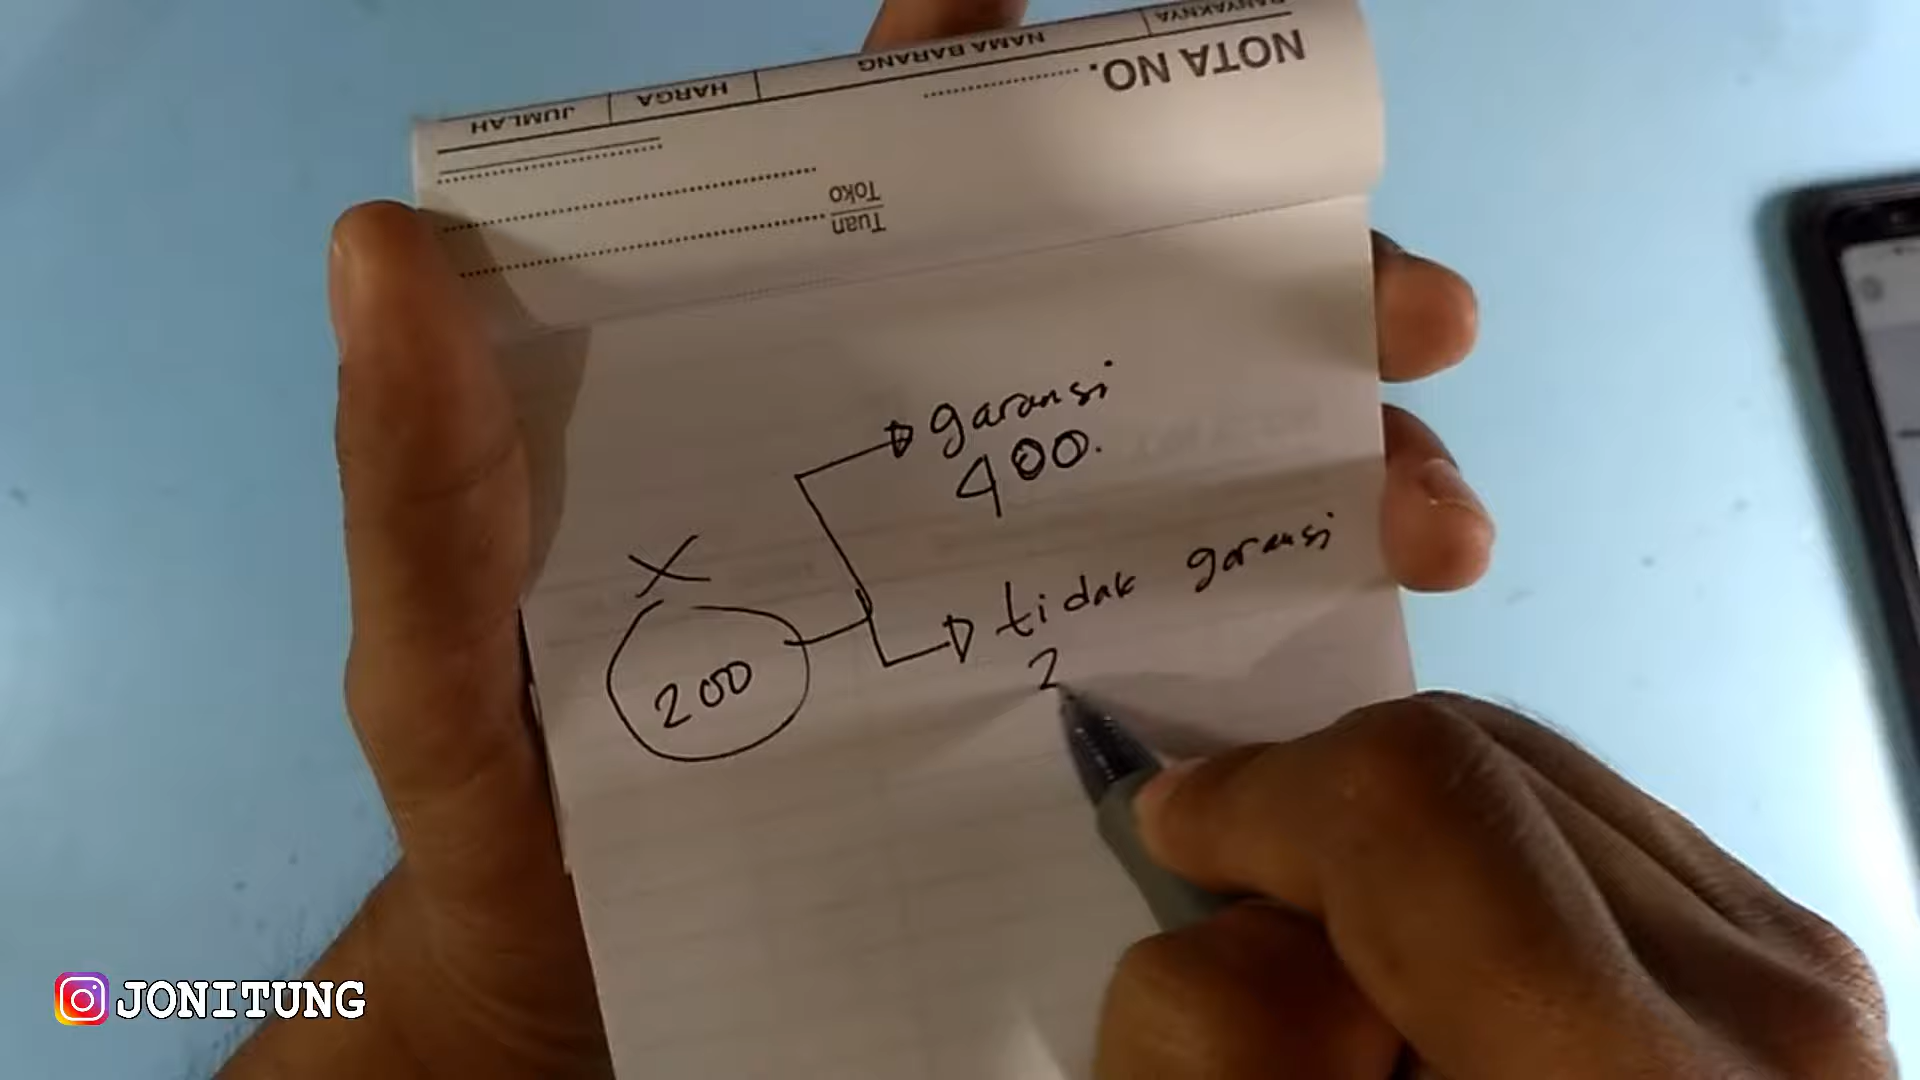 BANYAKNYA NAMA BARANG HARGA JUMLAH
NOTA NO.
Tuan
Toko
garansi
400.
X
tidak garansi
200
2
JONITUNG